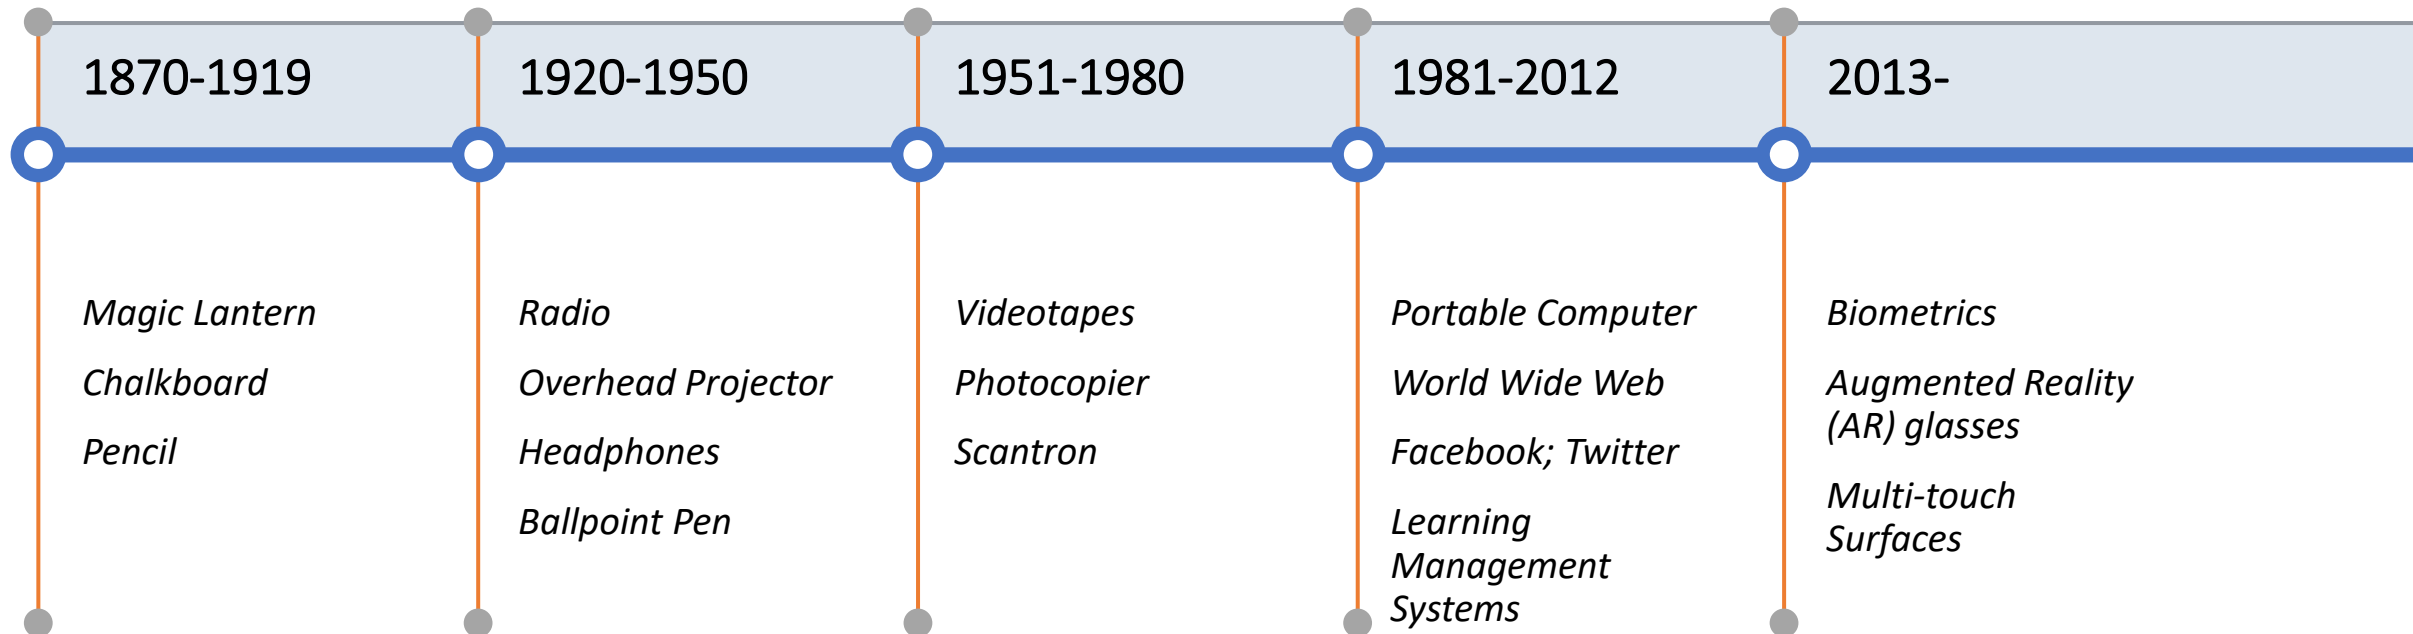 1870-1919
Magic Lantern
Chalkboard
Pencil
1920-1950
Radio
Overhead Projector
Headphones
Ballpoint Pen
1951-1980
Videotapes
Photocopier
Scantron
1981-2012
Portable Computer
World Wide Web
Facebook; Twitter
Learning
Management
Systems
2013-
Biometrics
Augmented Reality
(AR) glasses
Multi-touch
Surfaces